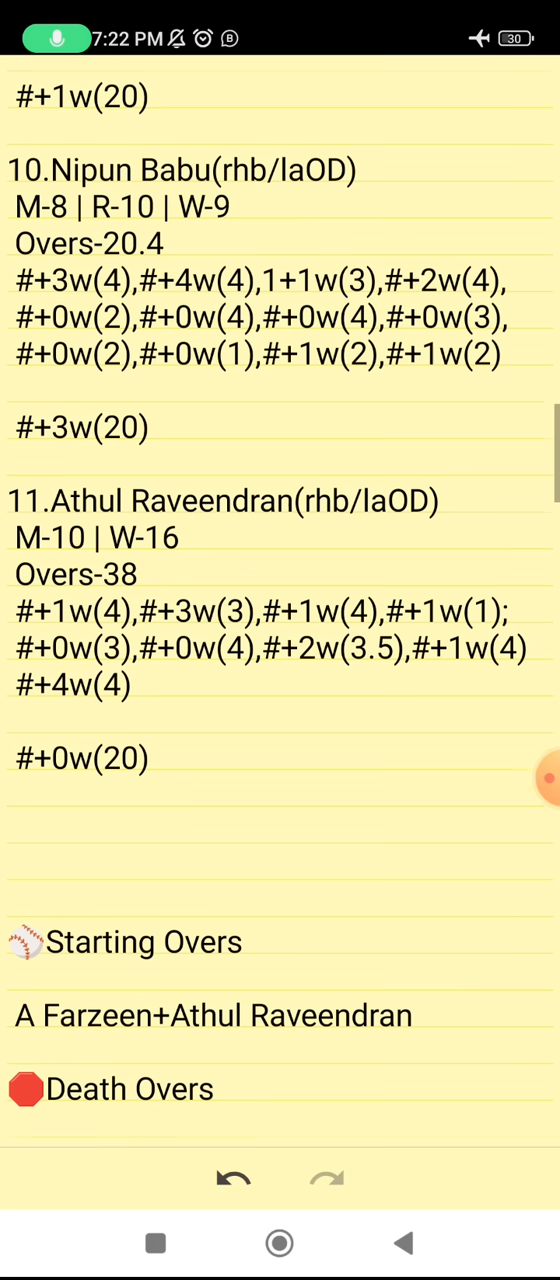 7:22 PM B 30
#+1w(20)
10.Nipun Babu(rhb/laOD)
M-8 | R-10 | W-9
Overs-20.4
#+3w(4),#+4w(4),1+1w(3),#+2w(4),
#+0w(2),#+0w(4),#+0w(4),#+0w(3),
#+0w(2),#+0w(1),#+1w(2),#+1w(2)
#+3w(20)
11.Athul Raveendran(rhb/laOD)
M-10 | W-16
Overs-38
#+1w(4),#+3w(3),#+1w(4),#+1w(1);
#+0w(3),#+0w(4),#+2w(3.5),#+1w(4)
#+4w(4)
#+0w(20)
⚾Starting Overs
A Farzeen+Athul Raveendran
🛑Death Overs